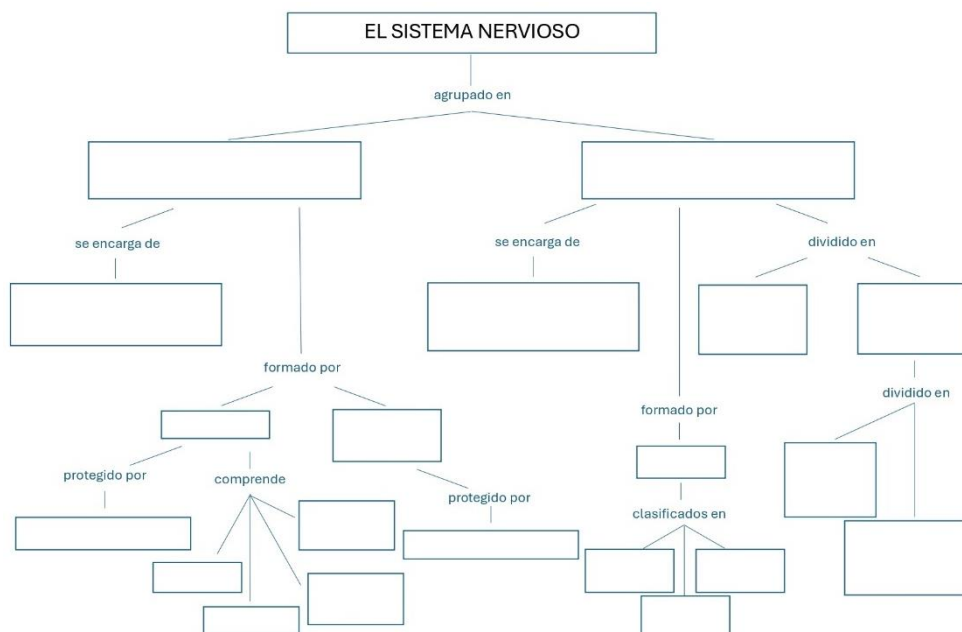 EL SISTEMA NERVIOSO
agrupado en
se encarga de
se encarga de
dividido en
formado por
dividido en
formado por
protegido por
comprende
protegido por
clasificados en